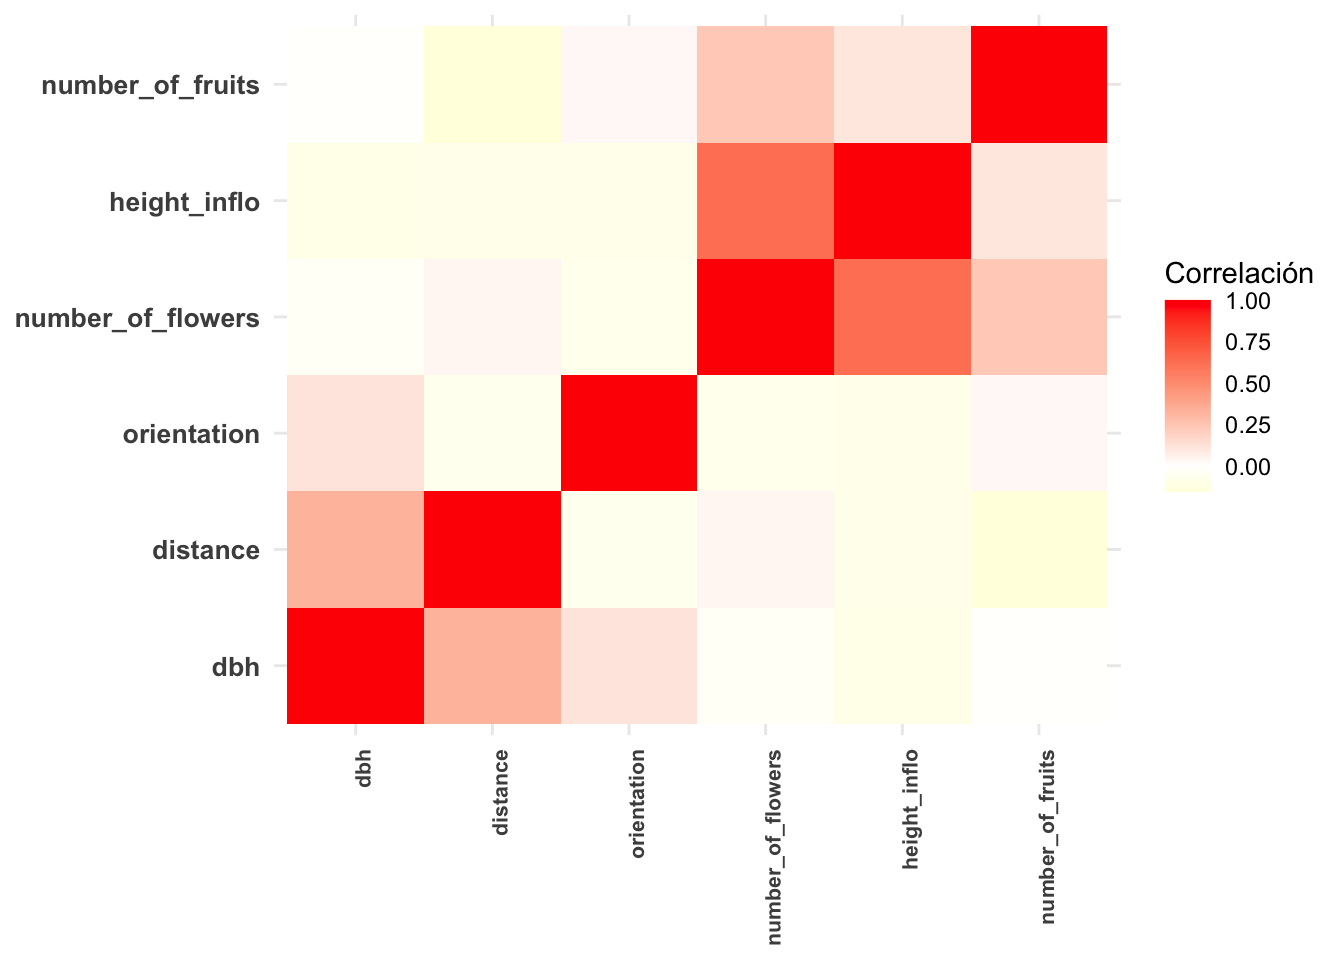 number_of_fruits
height_inflo
number_of_flowers
orientation
distance
dbh
dbh
distance
orientation
number_of_flowers
height_inflo
number_of_fruits
Correlación
1.00
0.75
0.50
0.25
0.00